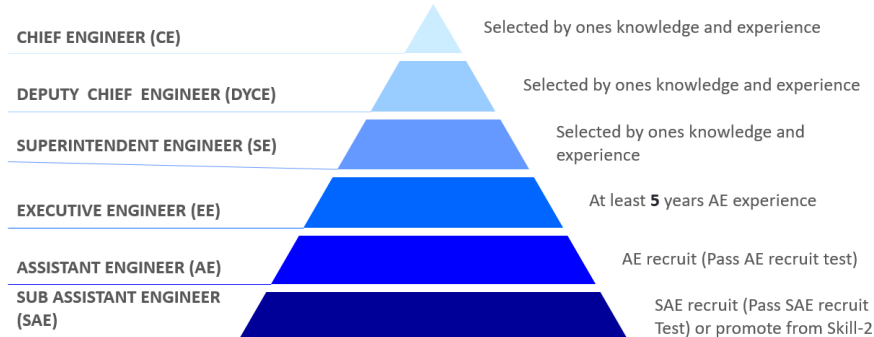 CHIEF ENGINEER (CE)
Selected by ones knowledge and experience
DEPUTY CHIEF ENGINEER (DYCE)
Selected by ones knowledge and experience
SUPERINTENDENT ENGINEER (SE)
Selected by ones knowledge and
experience
EXECUTIVE ENGINEER (EE)
At least 5 years AE experience
ASSISTANT ENGINEER (AE)
AE recruit (Pass AE recruit test)
SUB ASSISTANT ENGINEER
(SAE)
SAE recruit (Pass SAE recruit
Test) or promote from Skill-2